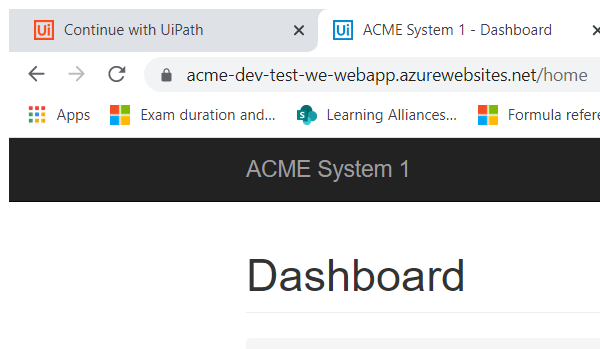 Ui Continue with UiPath Ui ACME System 1 - Dashboard
acme-dev-test-we-webapp.azurewebsites.net/home
Apps Exam duration and... S Learning Alliances... Formula refere
ACME System 1
Dashboard